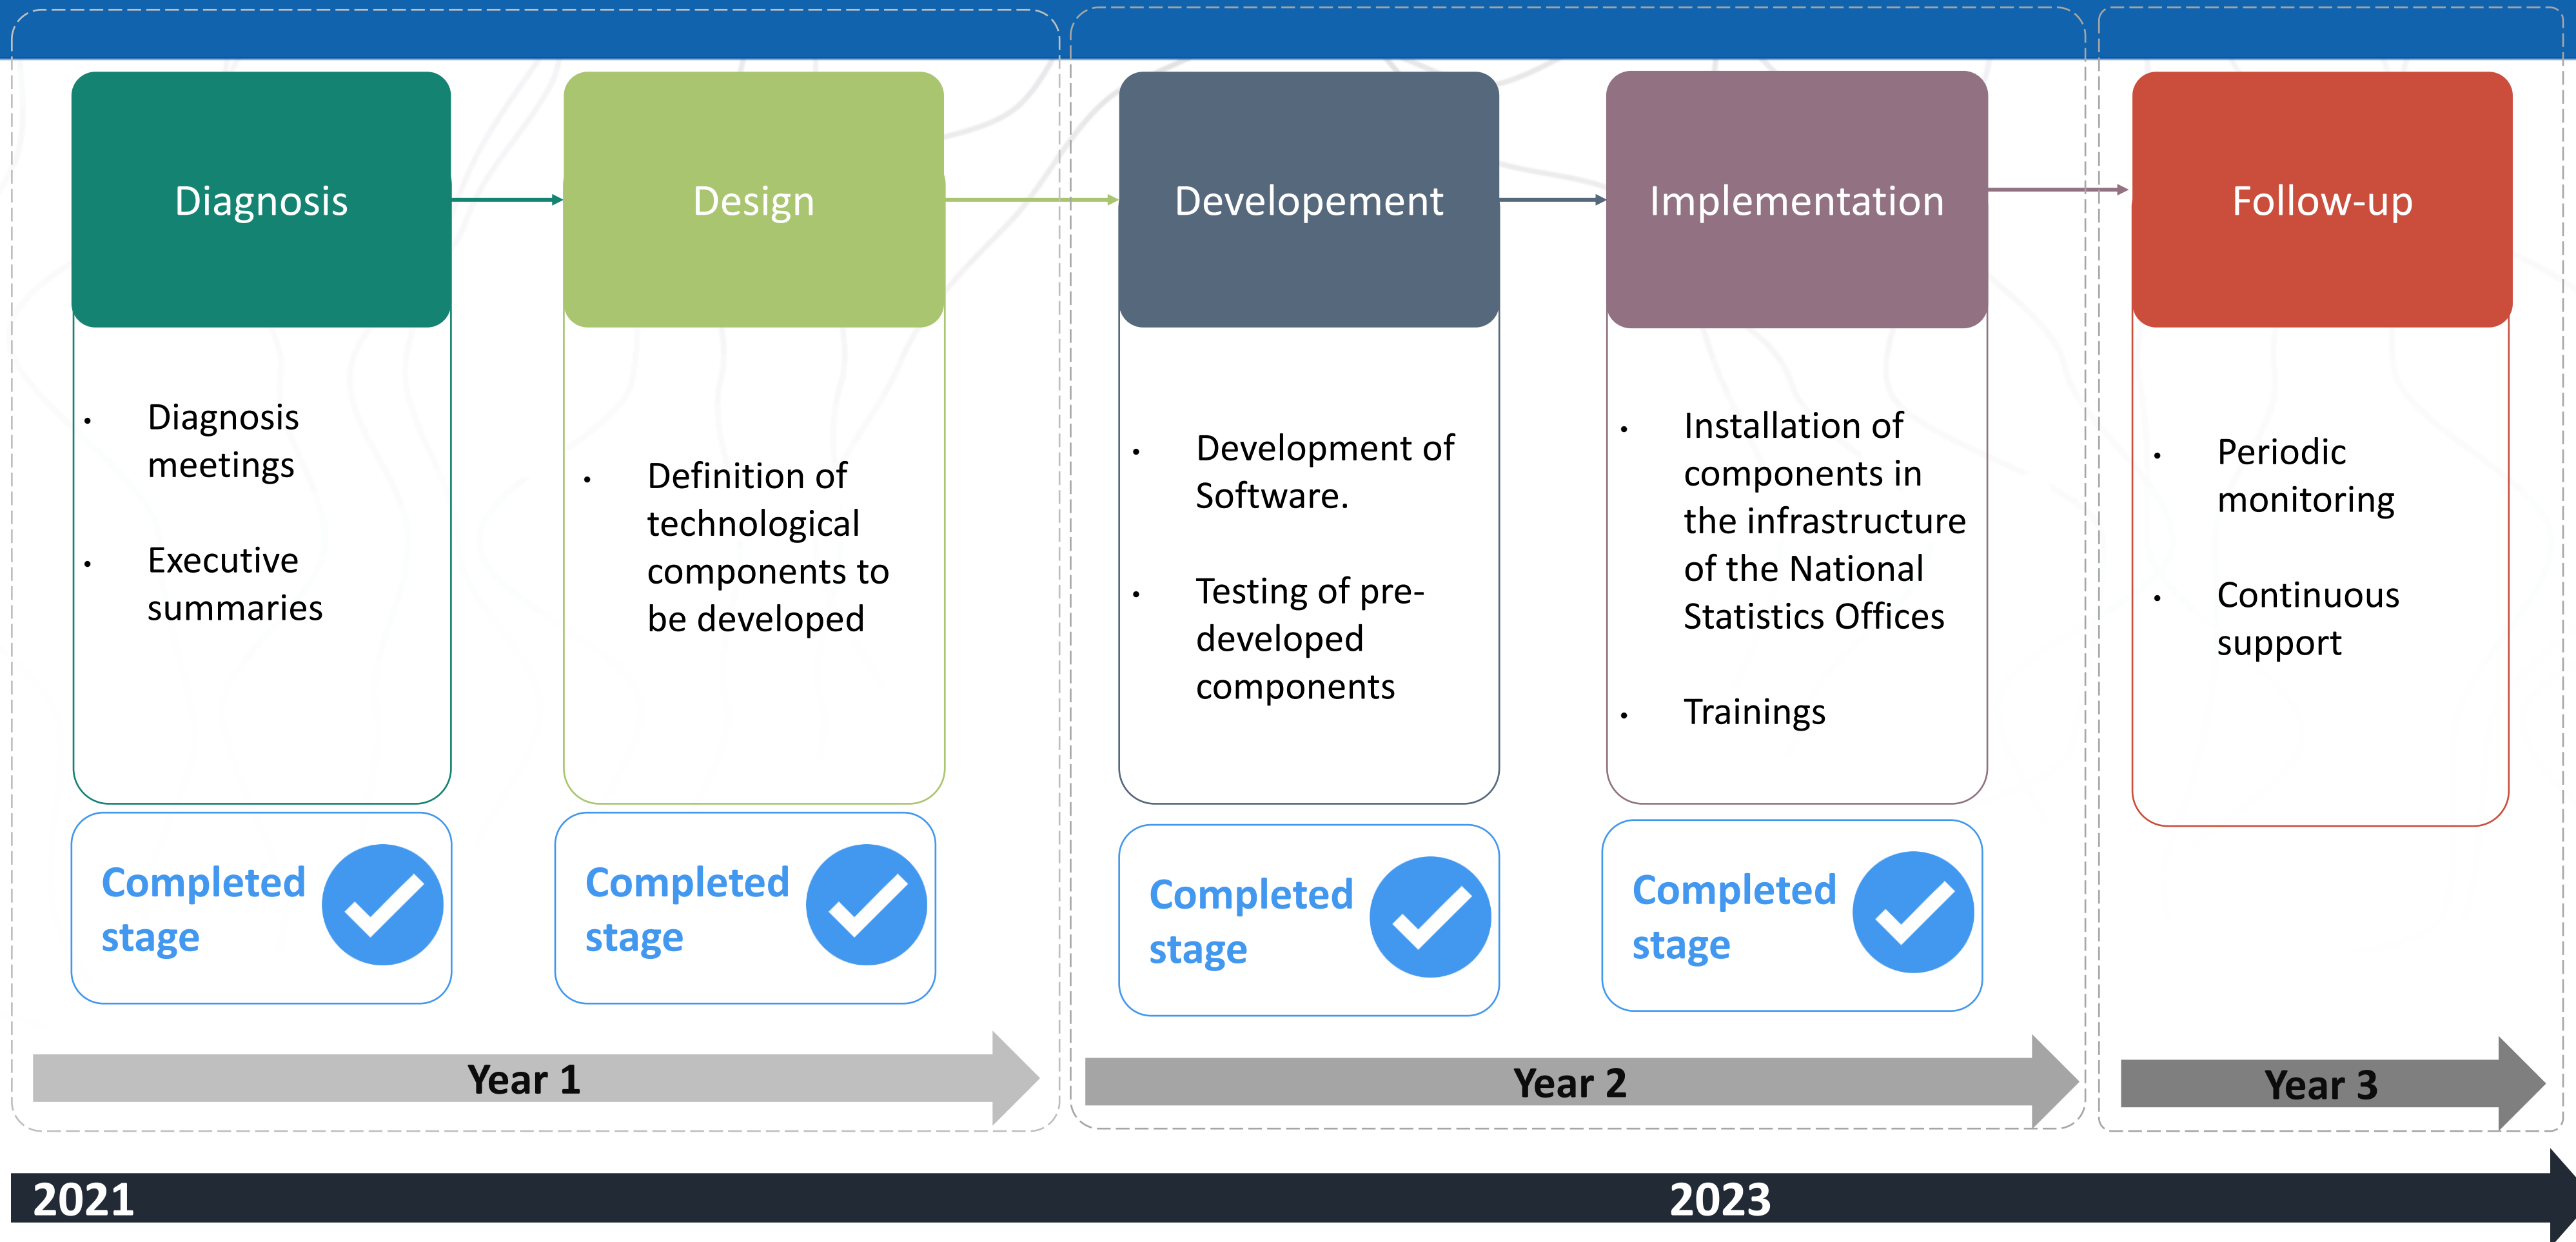 Diagnosis
• Diagnosis
meetings
• Executive
summaries
Completed
stage
Design
• Definition of
technological
components to
be developed
Completed
stage
Year 1
Developement
• Development of
Software.
• Testing of pre-
developed
components
Completed
stage
Implementation
• Installation of
components in
the infrastructure
of the National
Statistics Offices
• Trainings
Completed
stage
Year 2
Follow-up
• Periodic
monitoring
• Continuous
support
Year 3
2021
2023